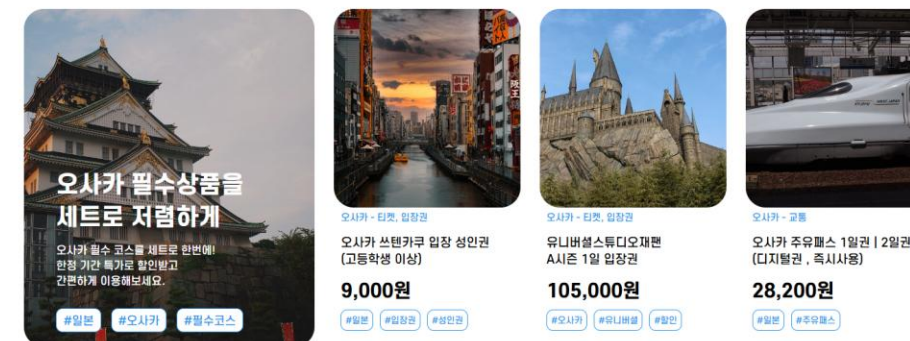 오사카 필수상품을
세트로 저렴하게
오사카 필수 코스를 세트로 한번에!
한정 기간 특가로 할인받고
간편하게 이용해보세요.
#일본 #오사카 #필수코스
오사카 - 티켓, 입장권
오사카 쓰텐카쿠 입장 성인권
(고등학생 이상)
9,000원
#일본 #입장권 #성인권
오사카 - 티켓, 입장권
유니버셜스튜디오재팬
A시즌 1일 입장권
105,000원
#오사카 #유니버셜 #할인
오사카 - 교통
오사카 주유패스 1일권 | 2일권
(디지털권 , 즉시사용)
28,200원
#일본 #주유패스